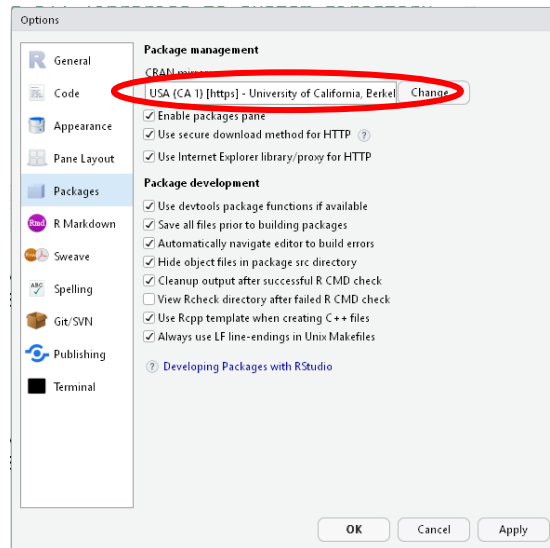 Options
General
Code
Appearance
Pane Layout
Packages
Rmd R Markdown
Sweave
ABC Spelling
Git/SVN
Publishing
Terminal
Package management
CRAN mirror
USA (CA 1) [https] - University of California, Berkel Change
Enable packages pane
Use secure download method for HTTP ?
Use Internet Explorer library/proxy for HTTP
Package development
Use devtools package functions if available
Save all files prior to building packages
Automatically navigate editor to build errors
Hide object files in package src directory
Cleanup output after successful R CMD check
View Rcheck directory after failed R CMD check
Use Rcpp template when creating C++ files
Always use LF line-endings in Unix Makefiles
? Developing Packages with RStudio
OK Cancel Apply